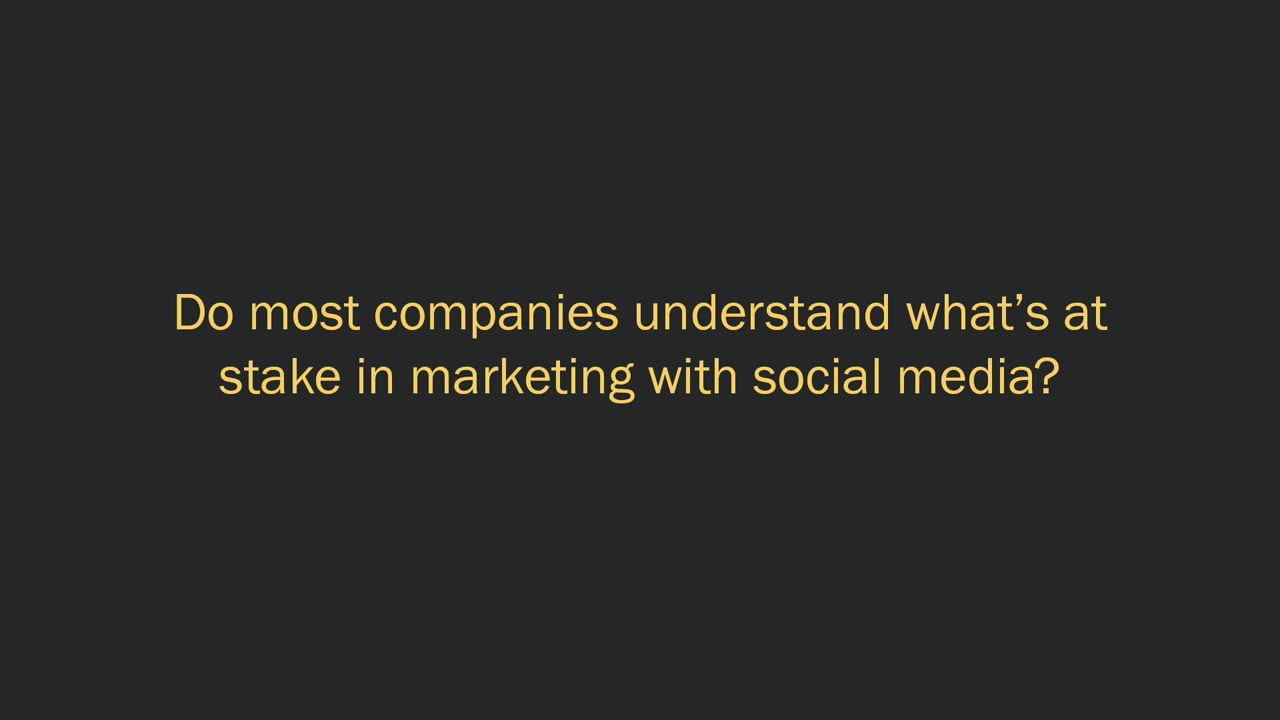 Do most companies understand what’s at
stake in marketing with social media?